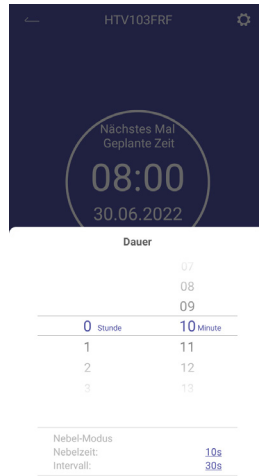 HTV103FRF
Nächstes Mal
Geplante Zeit
08:00
30.06.2022
Dauer
07
08
09
0 Stunde 10 Minute
1 11
2 12
3 13
Nebel-Modus
Nebelzeit: 10s
Intervall: 30s